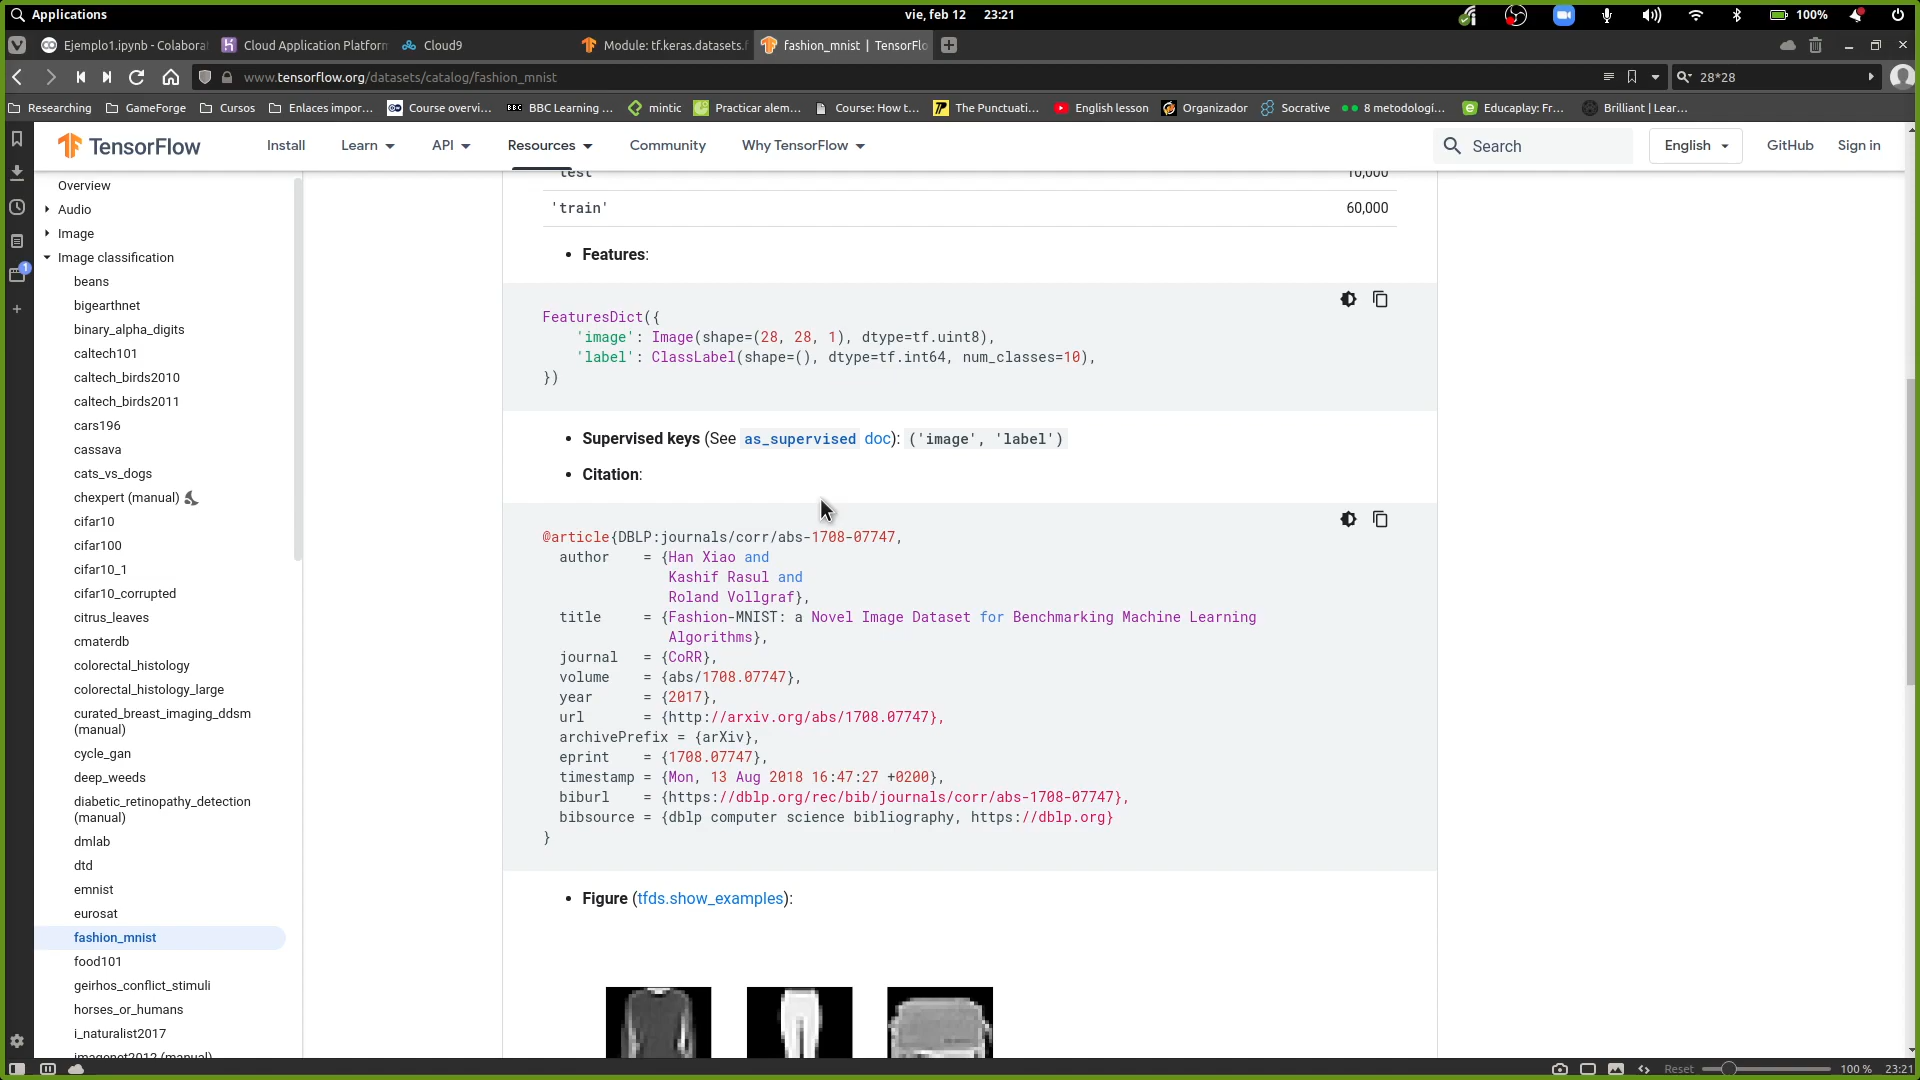 Applications
vie, feb 12 23:21
100%
Ejemplo1.ipynb - Colabora
Cloud Application Platform
Cloud9
Module: tf.keras.datasets.f
fashion_mnist | TensorFlo
www.tensorflow.org/datasets/catalog/fashion_mnist
28*28
Researching
GameForge
Cursos
Enlaces impor...
Course overvi...
BBC Learning ...
mintic
Practicar alem...
Course: How t...
The Punctuati...
English lesson
Organizador
Socrative
8 metodologí...
Educaplay: Fr...
Brilliant | Lear...
TensorFlow
Install
Learn
API
Resources
Community
Why TensorFlow
Search
English
GitHub
Sign in
1
Overview
Audio
Image
Image classification
beans
bigearthnet
binary_alpha_digits
caltech101
caltech_birds2010
caltech_birds2011
cars196
cassava
cats_vs_dogs
chexpert (manual)
cifar10
cifar100
cifar10_1
cifar10_corrupted
citrus_leaves
cmaterdb
colorectal_histology
colorectal_histology_large
curated_breast_imaging_ddsm
(manual)
cycle_gan
deep_weeds
diabetic_retinopathy_detection
(manual)
dmlab
dtd
emnist
eurosat
fashion_mnist
food101
geirhos_conflict_stimuli
horses_or_humans
i_naturalist2017
imagenet2012 (manual)
'test' 10,000
'train' 60,000
• Features:
FeaturesDict({
'image': Image(shape=(28, 28, 1), dtype=tf.uint8),
'label': ClassLabel(shape=(), dtype=tf.int64, num_classes=10),
})
• Supervised keys (See as_supervised doc): ('image', 'label')
• Citation:
@article{DBLP:journals/corr/abs-1708-07747,
author = {Han Xiao and
Kashif Rasul and
Roland Vollgraf},
title = {Fashion-MNIST: a Novel Image Dataset for Benchmarking Machine Learning
Algorithms},
journal = {CoRR},
volume = {abs/1708.07747},
year = {2017},
url = {http://arxiv.org/abs/1708.07747},
archivePrefix = {arXiv},
eprint = {1708.07747},
timestamp = {Mon, 13 Aug 2018 16:47:27 +0200},
biburl = {https://dblp.org/rec/bib/journals/corr/abs-1708-07747},
bibsource = {dblp computer science bibliography, https://dblp.org}
}
• Figure (tfds.show_examples):
Reset
100 %
23:21